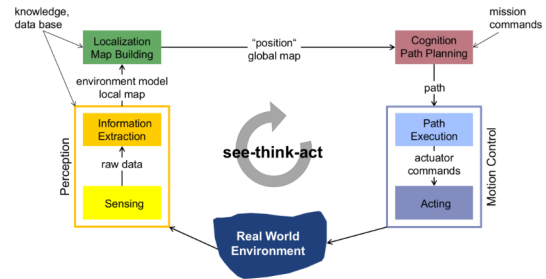 knowledge,
data base
Localization
Map Building
"position"
global map
Cognition
Path Planning
mission
commands
environment model
local map
path
Perception
Information
Extraction
raw data
Sensing
see-think-act
Path
Execution
actuator
commands
Acting
Motion Control
Real World
Environment